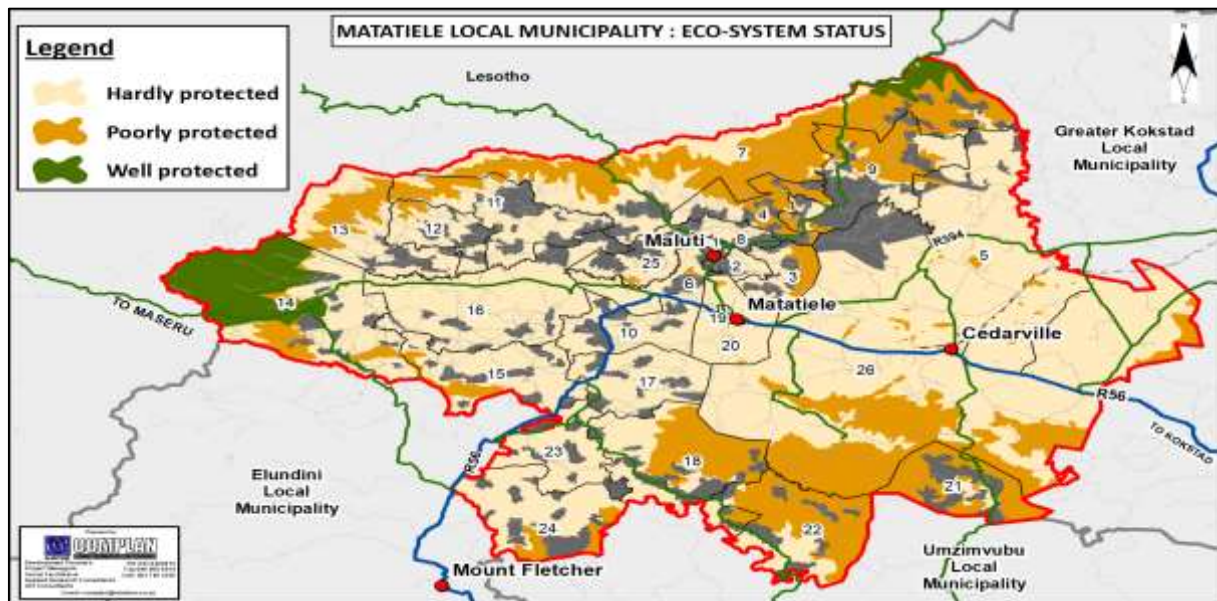 MATATIELE LOCAL MUNICIPALITY : ECO-SYSTEM STATUS
Legend
Hardly protected
Poorly protected
Well protected
N
Lesotho
Greater Kokstad
Local
Municipality
7
9
11
4
1
13
12
Maluti
8
2
25
3
R394
5
6
14
TO MASERU
16
Matatiele
19
10
20
Cedarville
26
15
17
R56
TO KOKSTAD
23
18
R56
Elundini
Local
Municipality
21
24
22
Umzimvubu
Local
Municipality
Mount Fletcher